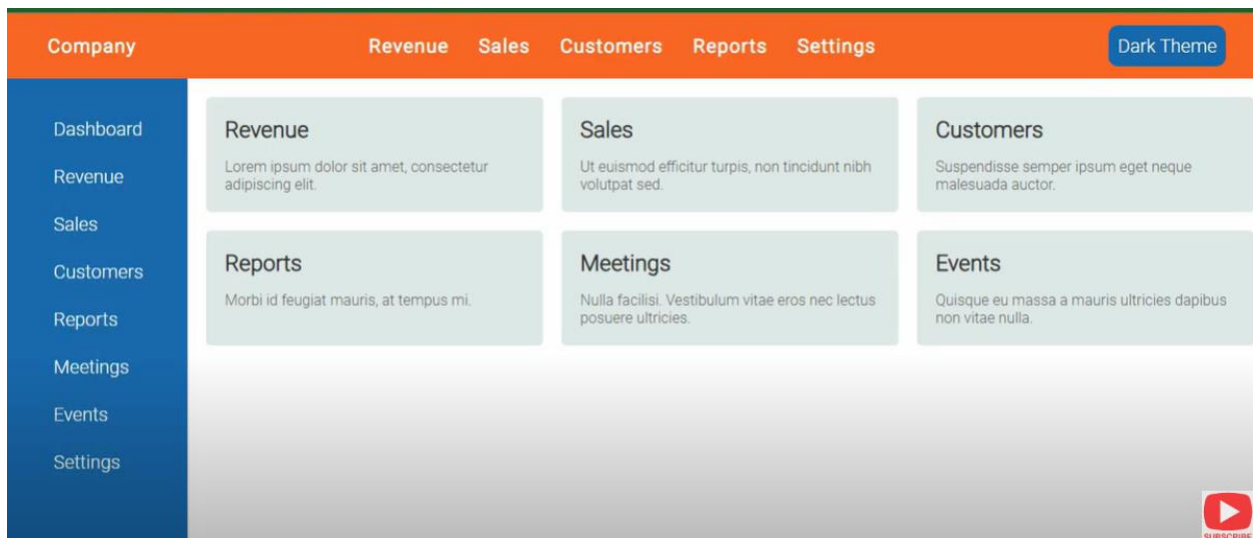 Company
Revenue Sales Customers Reports Settings
Dark Theme
Dashboard
Revenue
Sales
Customers
Reports
Meetings
Events
Settings
Revenue
Lorem ipsum dolor sit amet, consectetur
adipiscing elit.
Sales
Ut euismod efficitur turpis, non tincidunt nibh
volutpat sed.
Customers
Suspendisse semper ipsum eget neque
malesuada auctor.
Reports
Morbi id feugiat mauris, at tempus mi.
Meetings
Nulla facilisi. Vestibulum vitae eros nec lectus
posuere ultricies.
Events
Quisque eu massa a mauris ultricies dapibus
non vitae nulla.
SUBSCRIBE